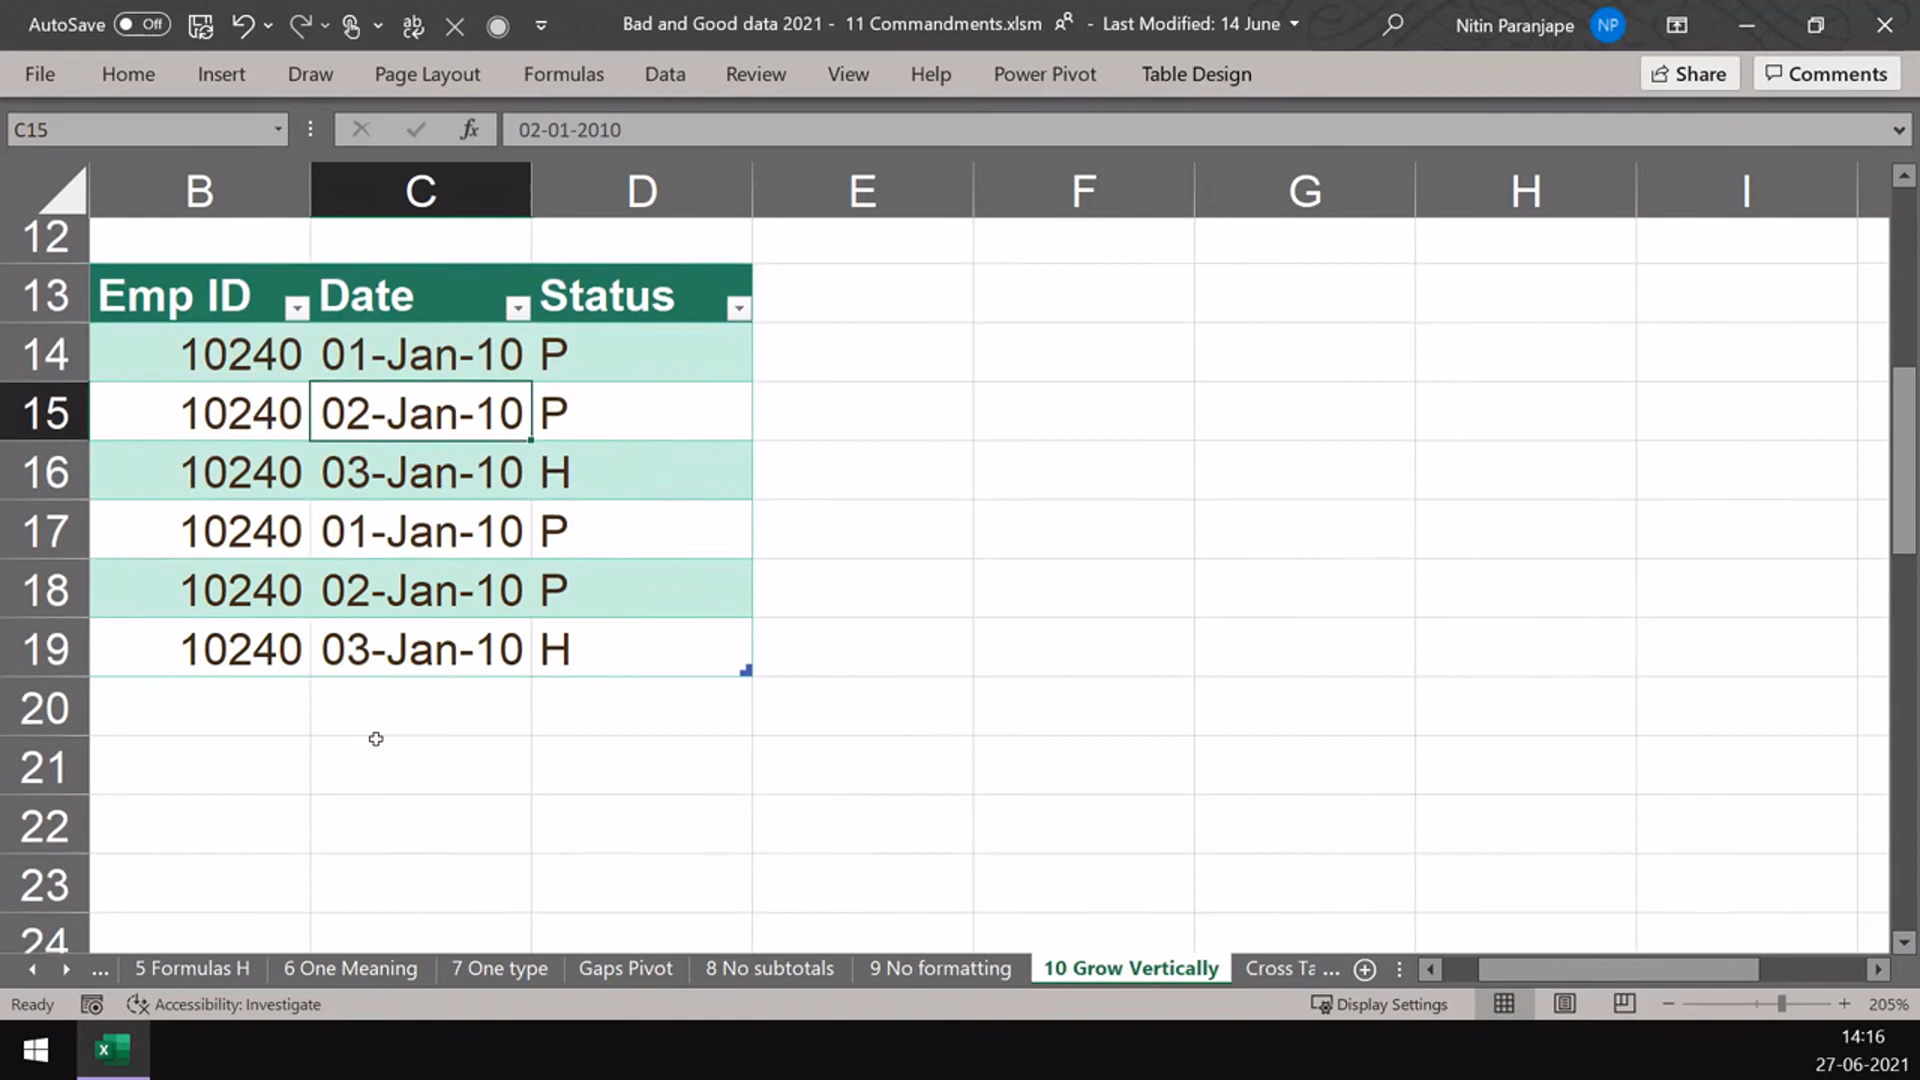 AutoSave Off Bad and Good data 2021 - 11 Commandments.xlsm - Last Modified: 14 June Nitin Paranjape NP
File Home Insert Draw Page Layout Formulas Data Review View Help Power Pivot Table Design Share Comments
C15 fx 02-01-2010
B C D E F G H I
12
13 Emp ID Date Status
14 10240 01-Jan-10 P
15 10240 02-Jan-10 P
16 10240 03-Jan-10 H
17 10240 01-Jan-10 P
18 10240 02-Jan-10 P
19 10240 03-Jan-10 H
20
21
22
23
24
... 5 Formulas H 6 One Meaning 7 One type Gaps Pivot 8 No subtotals 9 No formatting 10 Grow Vertically Cross Ta ...
Ready Accessibility: Investigate Display Settings 205%
14:16
27-06-2021